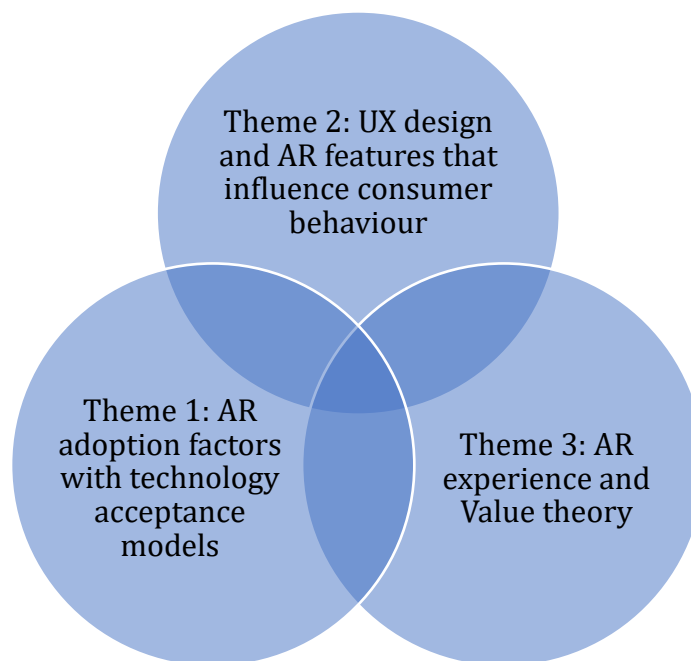 Theme 2: UX design
and AR features that
influence consumer
behaviour
Theme 1: AR
adoption factors
with technology
acceptance
models
Theme 3: AR
experience and
Value theory